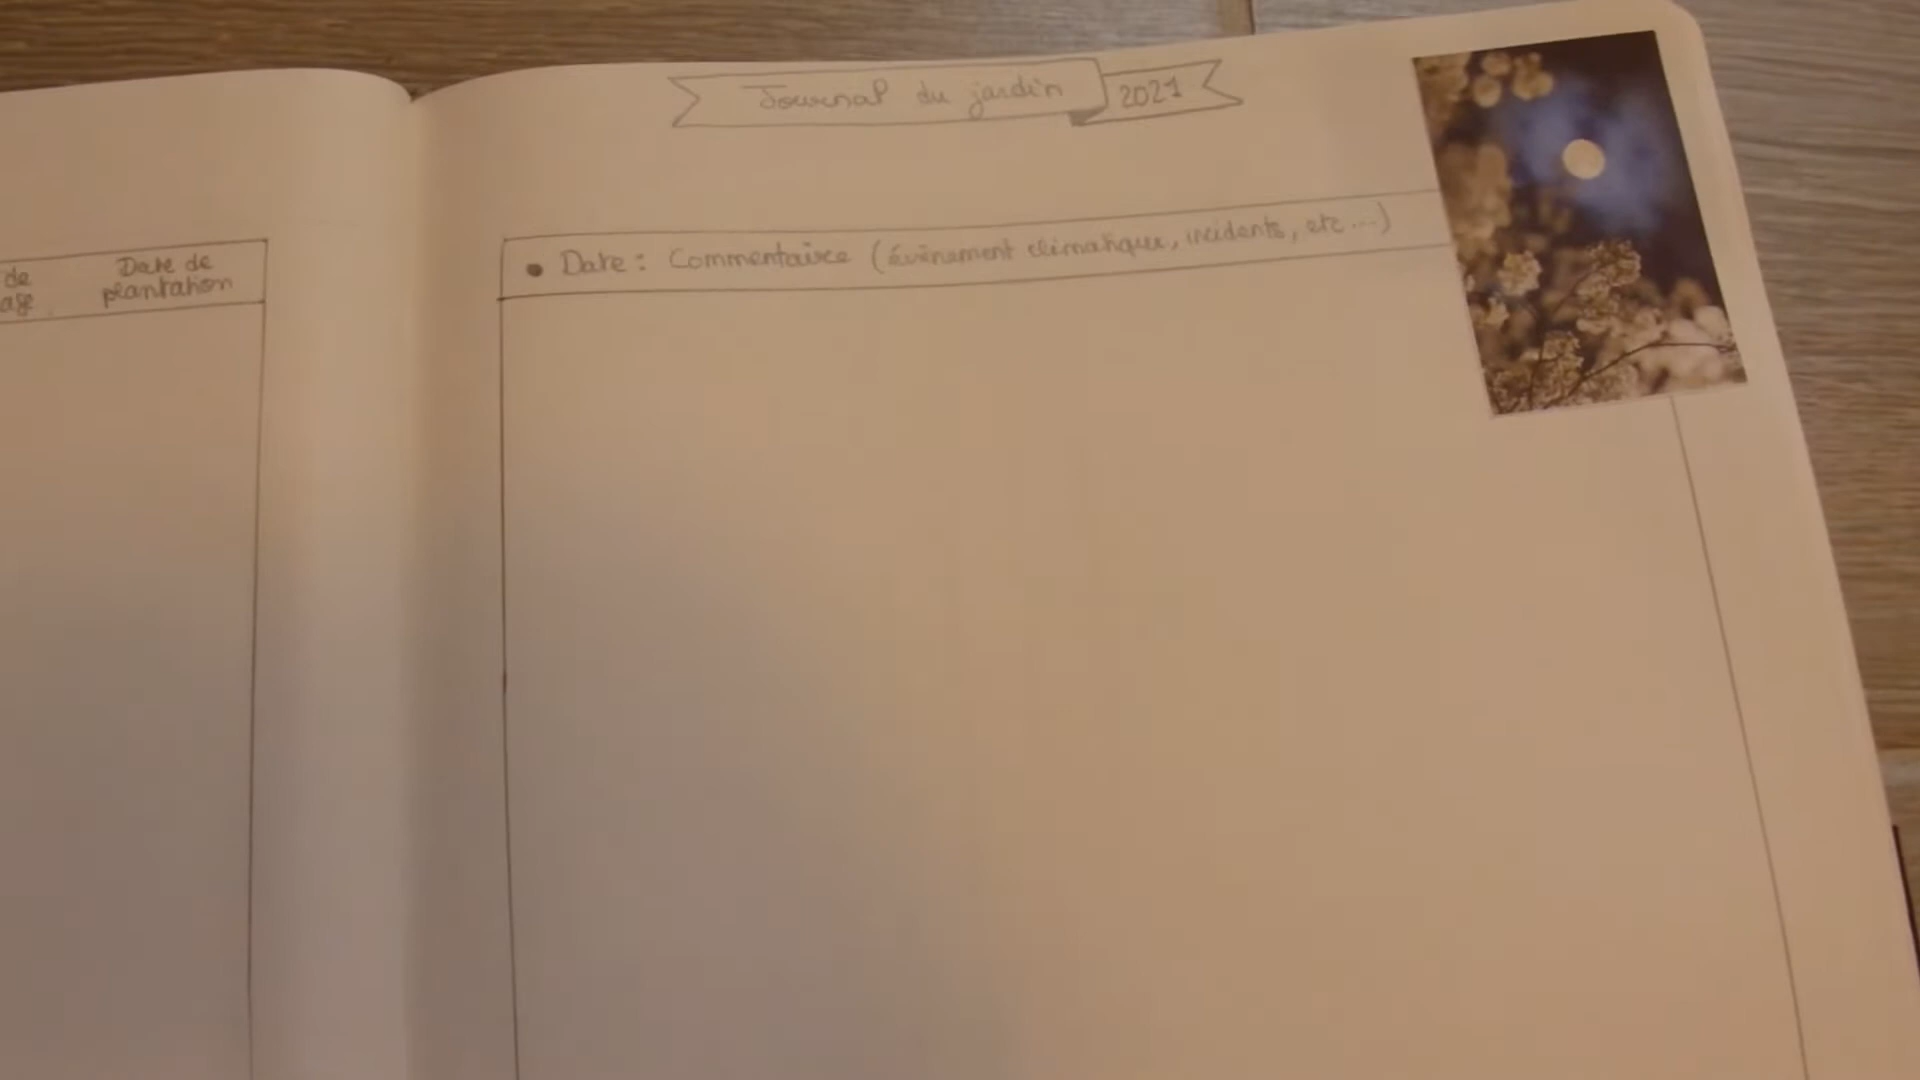 de
Date de
plantation
Journal du jardin 2021
• Date : Commentaire (évènement climatique, incidents, etc ...)